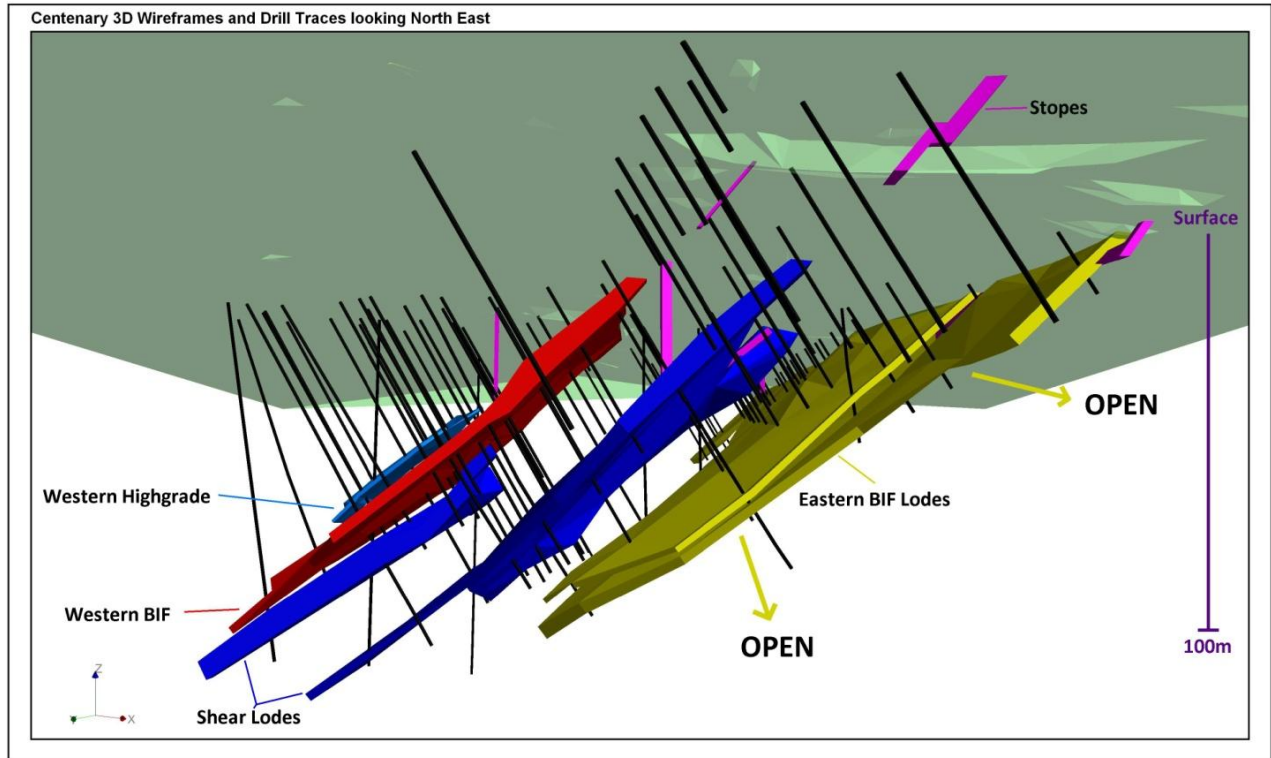 Centenary 3D Wireframes and Drill Traces looking North East
Stopes
Surface
OPEN
Western Highgrade
Eastern BIF Lodes
Western BIF
OPEN
100m
Shear Lodes
Z
Y
X